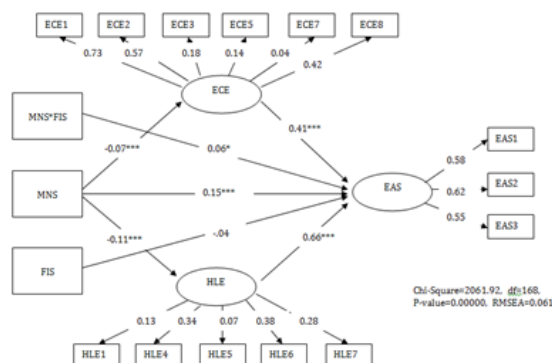 ECE1 ECE2 ECE3 ECE5 ECE7 ECE8
0.73 0.57 0.18 0.14 0.04 0.42
ECE
MNS*FIS
-0.07*** 0.06* 0.41***
EAS1
0.58
MNS 0.15*** EAS 0.62 EAS2
0.55
EAS3
-0.11*** -.04 0.66***
FIS
HLE
Chi-Square=2061.92, df=168,
P-value=0.00000, RMSEA=0.061
0.13 0.34 0.07 0.38 0.28
HLE1 HLE4 HLE5 HLE6 HLE7